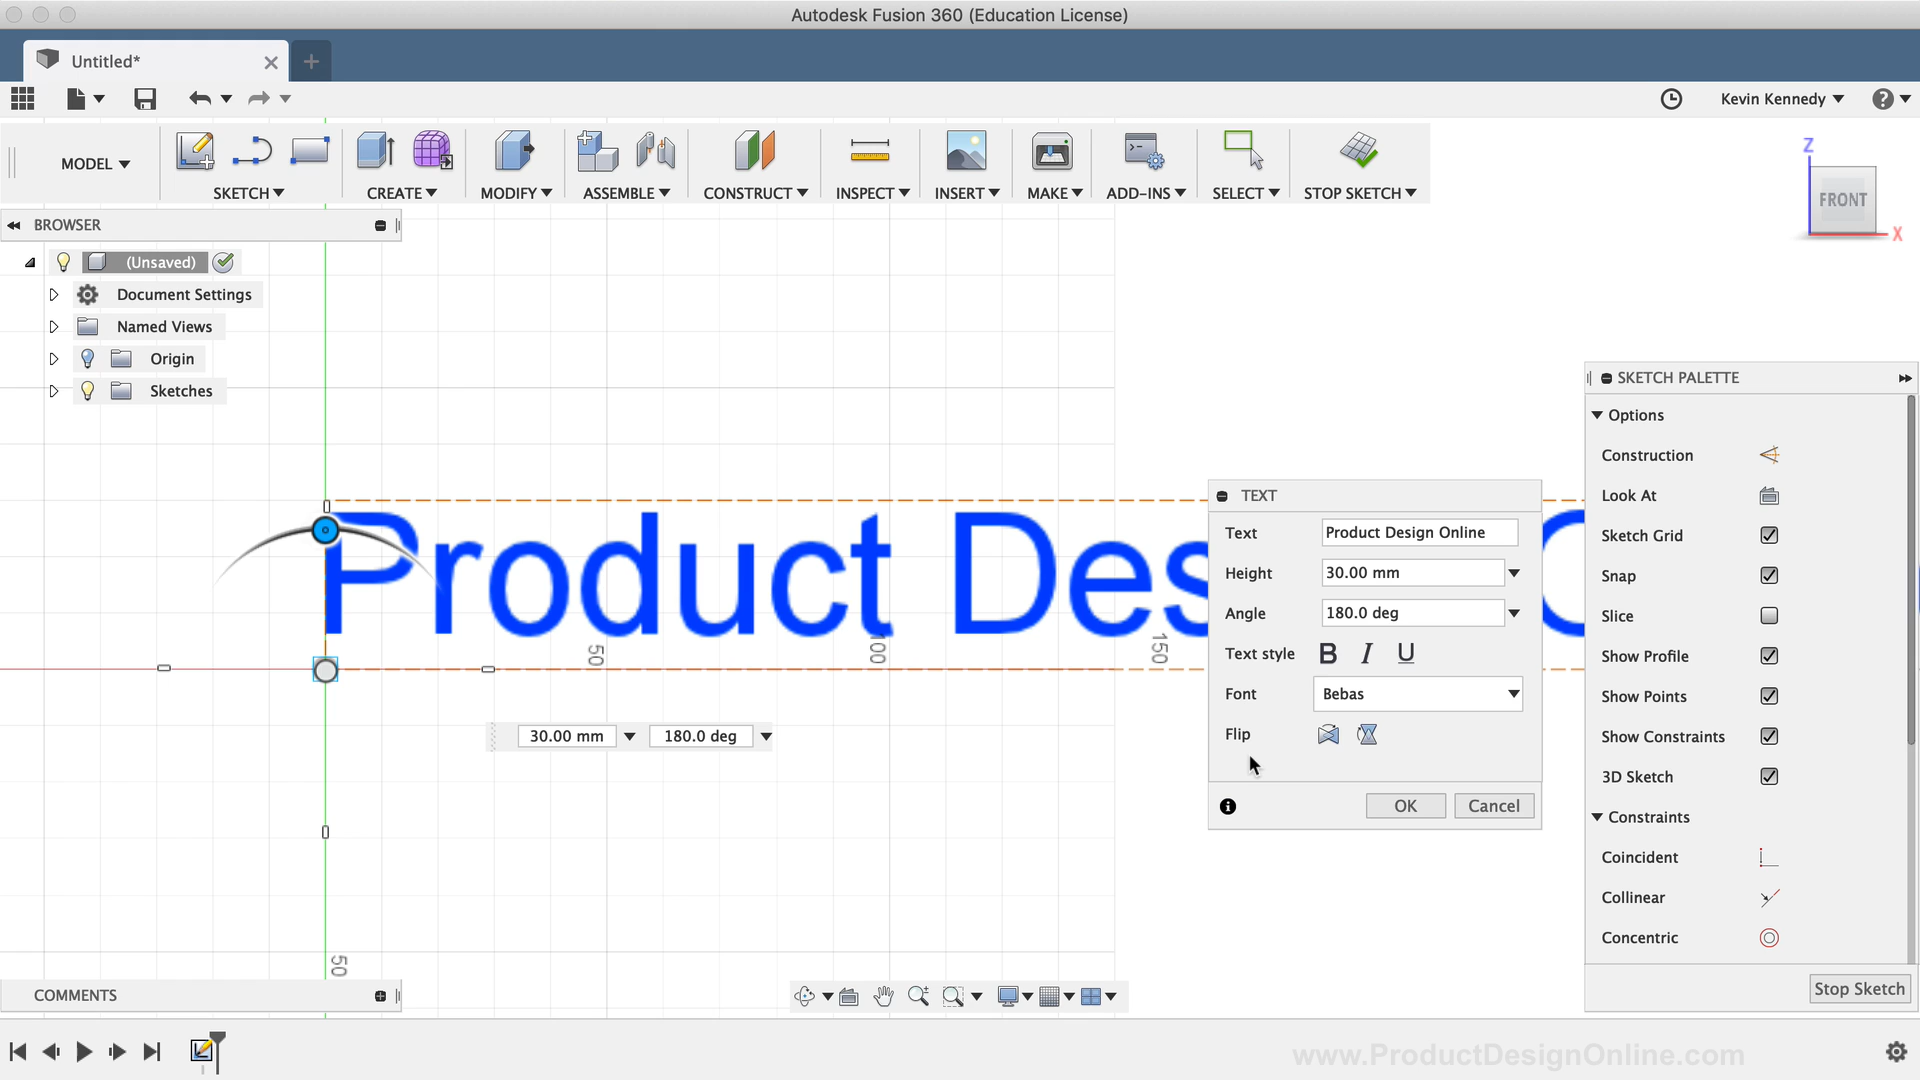 Autodesk Fusion 360 (Education License)
Untitled*
Kevin Kennedy
MODEL
SKETCH
CREATE
MODIFY
ASSEMBLE
CONSTRUCT
INSPECT
INSERT
MAKE
ADD-INS
SELECT
STOP SKETCH
Z
FRONT
X
BROWSER
(Unsaved)
Document Settings
Named Views
Origin
Sketches
SKETCH PALETTE
Options
Construction
Look At
Sketch Grid
Snap
Slice
Show Profile
Show Points
Show Constraints
3D Sketch
Constraints
Coincident
Collinear
Concentric
Stop Sketch
TEXT
Text Product Design Online
Height 30.00 mm
Angle 180.0 deg
Text style B I U
Font Bebas
Flip
OK Cancel
Product Des
50
100
150
30.00 mm 180.0 deg
50
COMMENTS
www.ProductDesignOnline.com